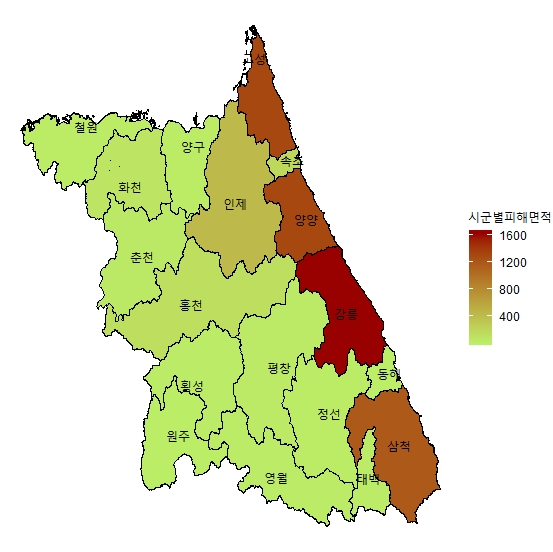 성
철원
양구
속초
화천
인제
양양
시군별피해면적
1600
1200
800
400
춘천
홍천
강릉
평창
동해
횡성
정선
원주
삼척
영월
태백